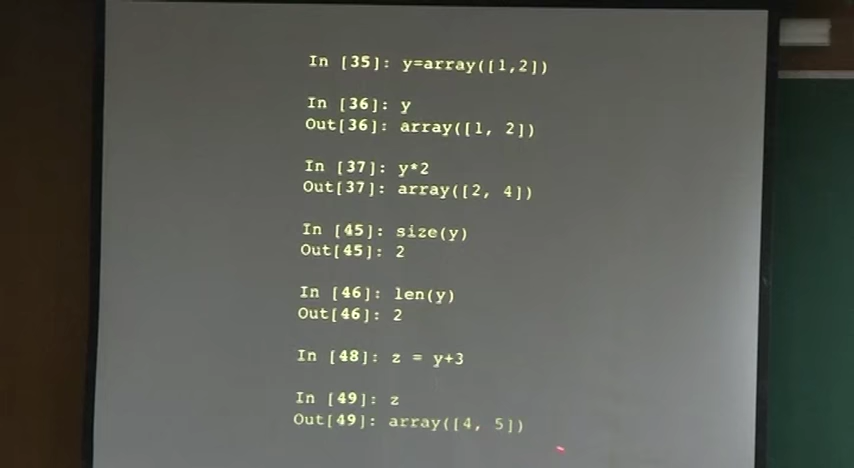 In [35]: y=array([1,2])
In [36]: y
Out[36]: array([1, 2])
In [37]: y*2
Out[37]: array([2, 4])
In [45]: size(y)
Out[45]: 2
In [46]: len(y)
Out[46]: 2
In [48]: z = y+3
In [49]: z
Out[49]: array([4, 5])